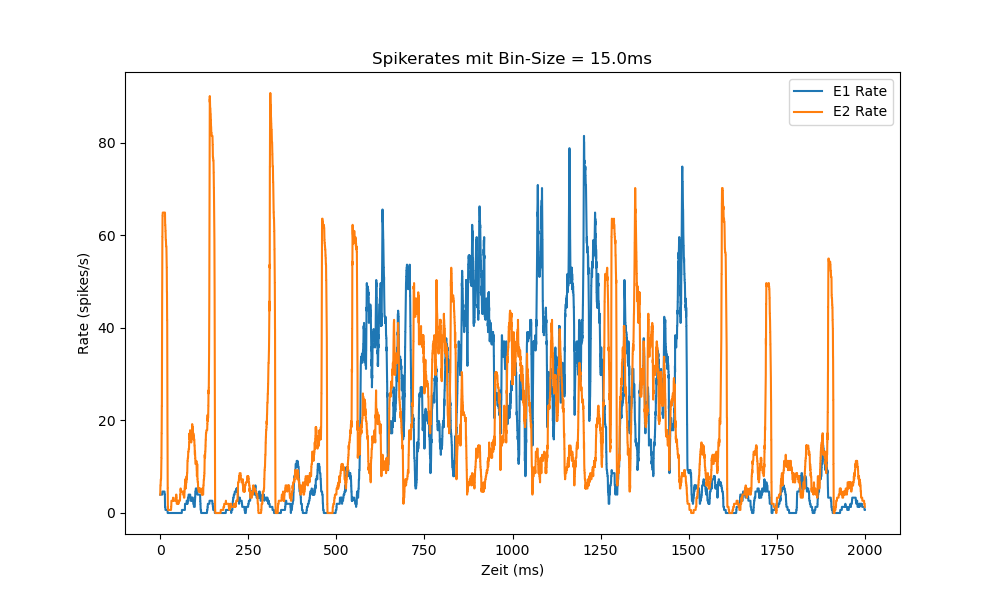 Spikerates mit Bin-Size = 15.0ms
E1 Rate
E2 Rate
Rate (spikes/s)
80
60
40
20
0
0 250 500 750 1000 1250 1500 1750 2000
Zeit (ms)